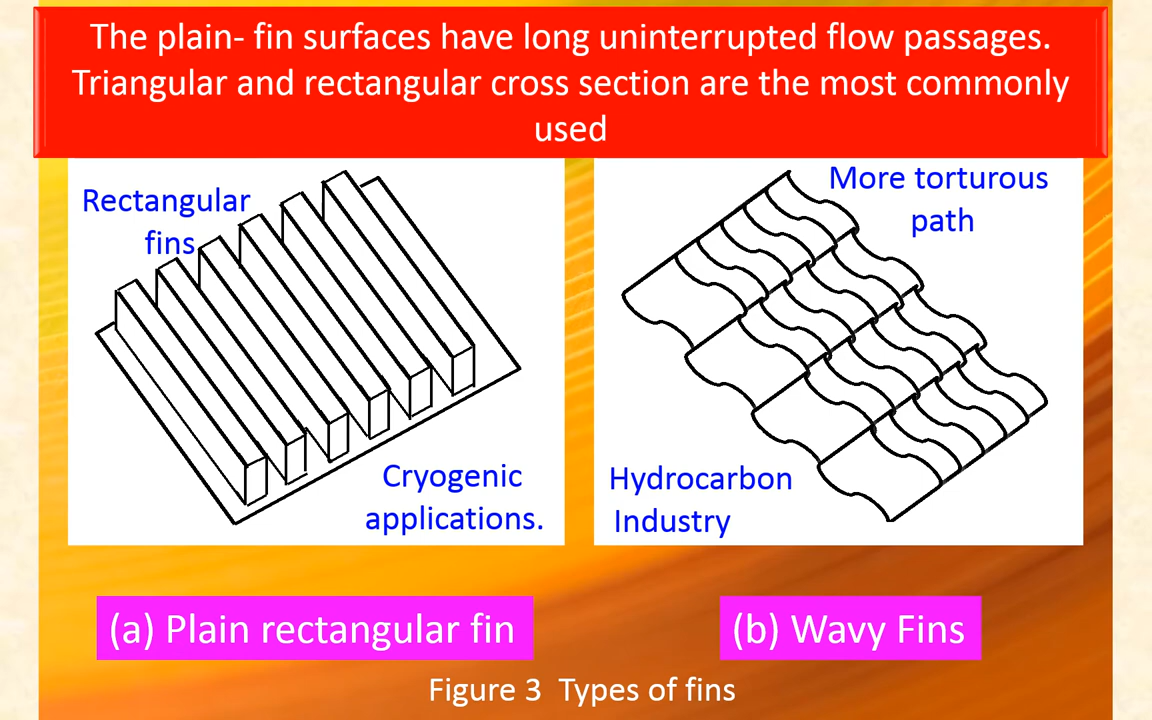 The plain- fin surfaces have long uninterrupted flow passages.
Triangular and rectangular cross section are the most commonly
used
Rectangular
fins
Cryogenic
applications.
More torturous
path
Hydrocarbon
Industry
(a) Plain rectangular fin
(b) Wavy Fins
Figure 3 Types of fins